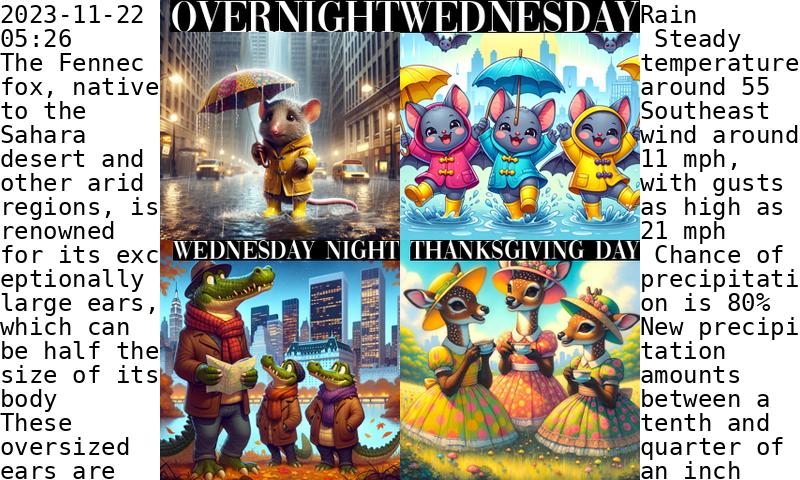 2023-11-22
05:26
The Fennec
fox, native
to the
Sahara
desert and
other arid
regions, is
renowned
for its exc
eptionally
large ears,
which can
be half the
size of its
body
These
oversized
ears are
OVERNIGHT
WEDNESDAY
WEDNESDAY NIGHT
THANKSGIVING DAY
Rain
Steady
temperature
around 55
Southeast
wind around
11 mph,
with gusts
as high as
21 mph
Chance of
precipitati
on is 80%
New precipi
tation
amounts
between a
tenth and
quarter of
an inch